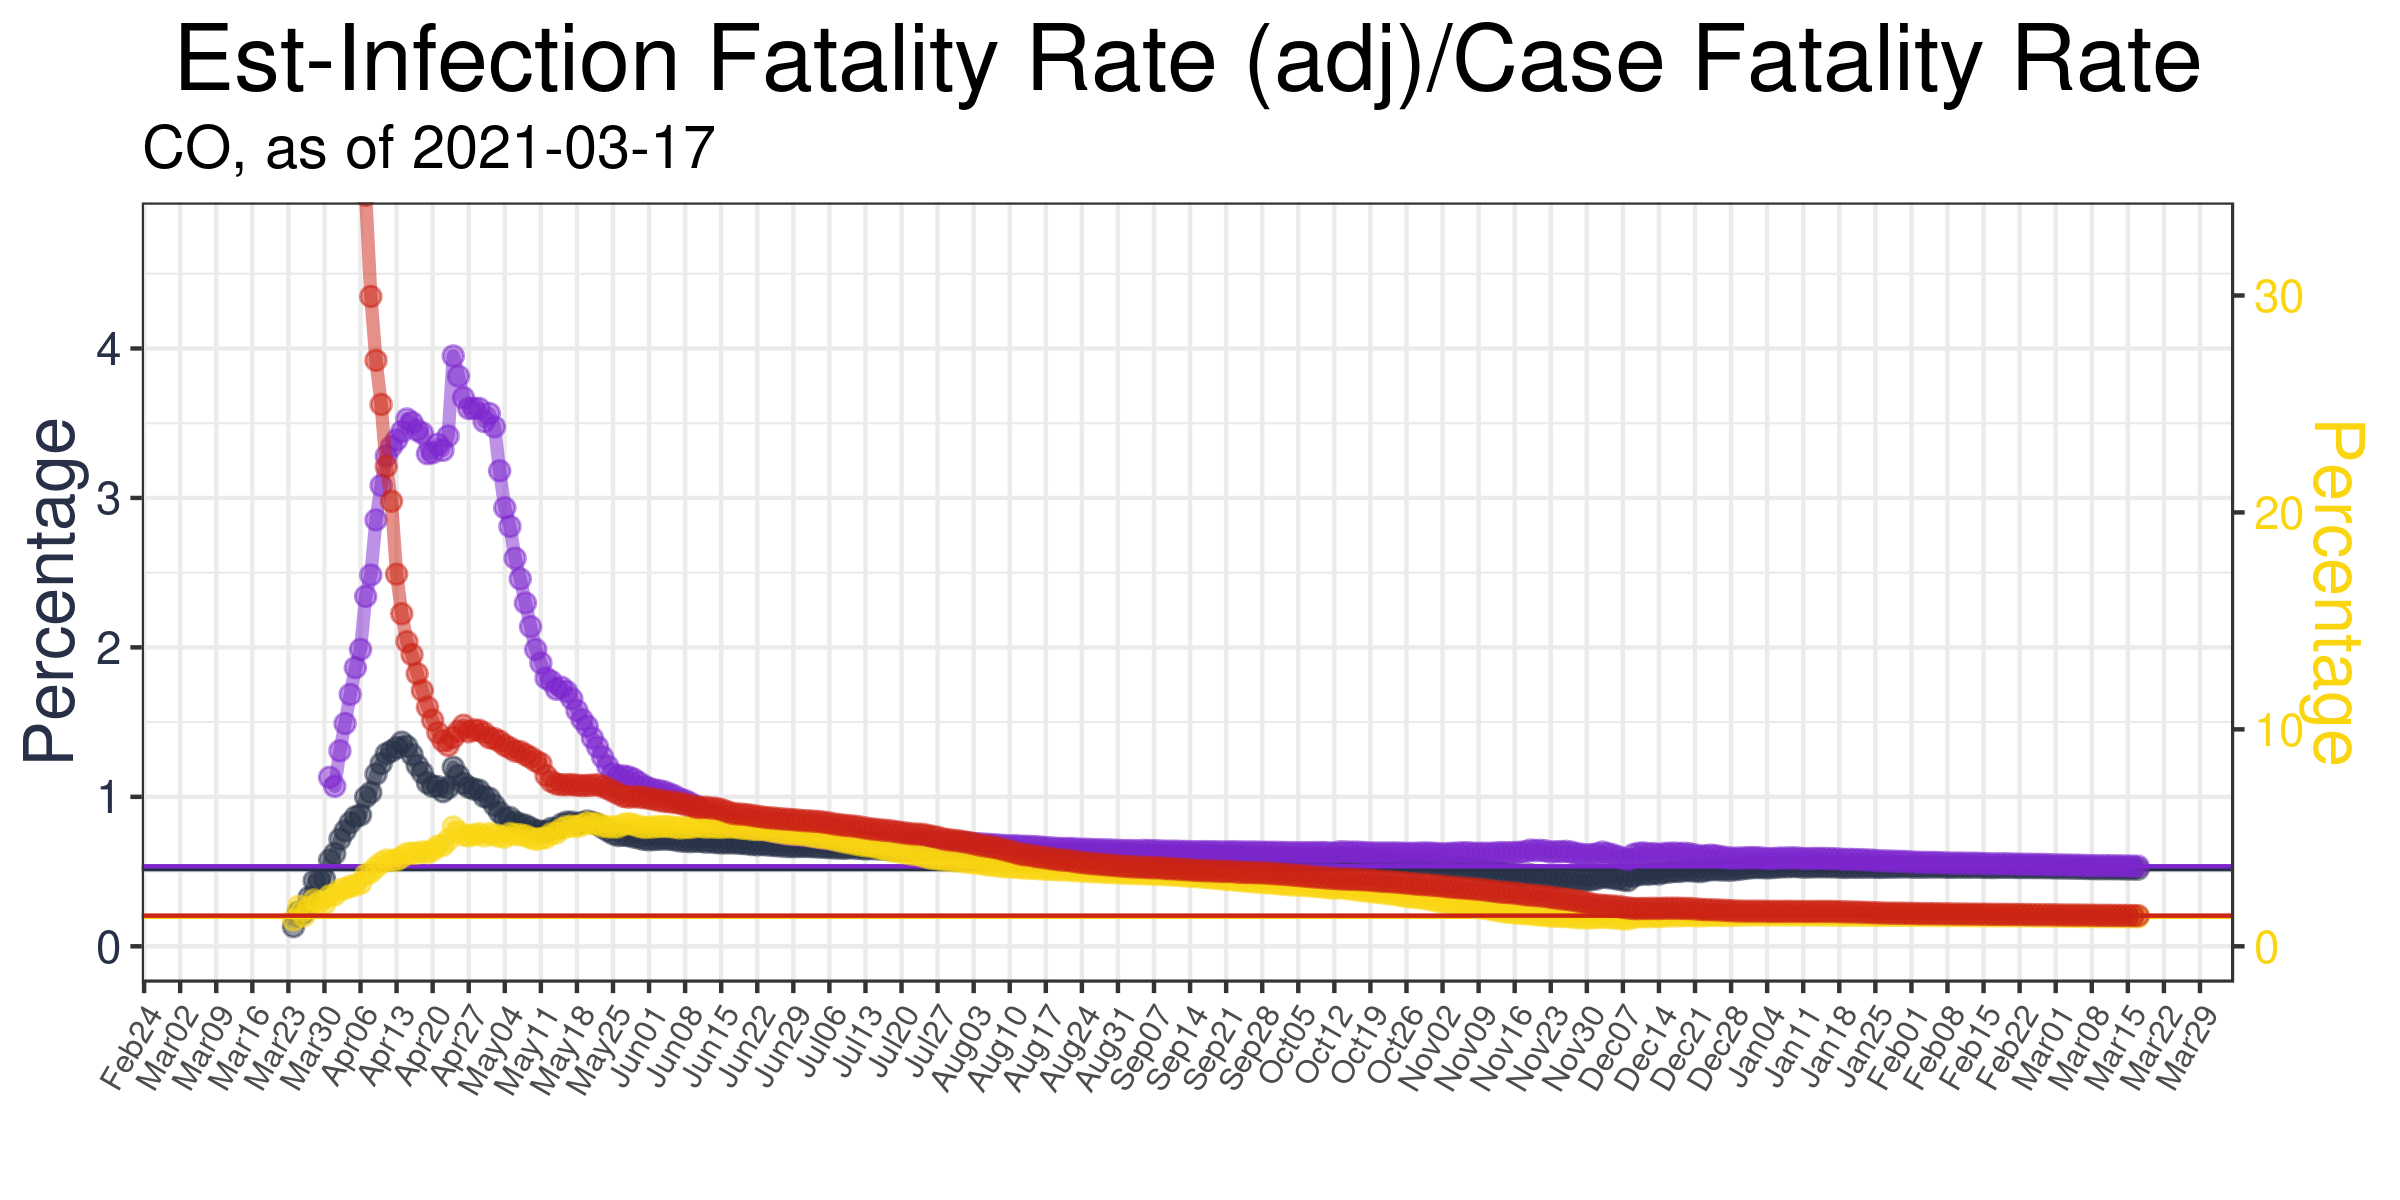 Est-Infection Fatality Rate (adj)/Case Fatality Rate
CO, as of 2021-03-17
Percentage
4
3
2
1
0
30
20
10
0
Percentage
Feb24
Mar02
Mar09
Mar16
Mar23
Mar30
Apr06
Apr13
Apr20
Apr27
May04
May11
May18
May25
Jun01
Jun08
Jun15
Jun22
Jun29
Jul06
Jul13
Jul20
Jul27
Aug03
Aug10
Aug17
Aug24
Aug31
Sep07
Sep14
Sep21
Sep28
Oct05
Oct12
Oct19
Oct26
Nov02
Nov09
Nov16
Nov23
Nov30
Dec07
Dec14
Dec21
Dec28
Jan04
Jan11
Jan18
Jan25
Feb01
Feb08
Feb15
Feb22
Mar01
Mar08
Mar15
Mar22
Mar29